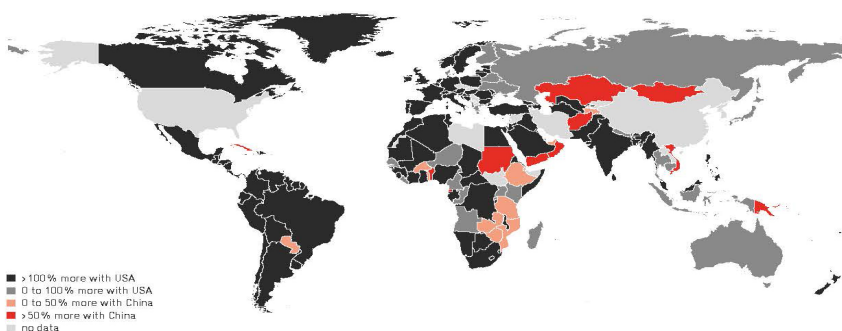 >100% more with USA
0 to 100% more with USA
0 to 50% more with China
>50% more with China
no data